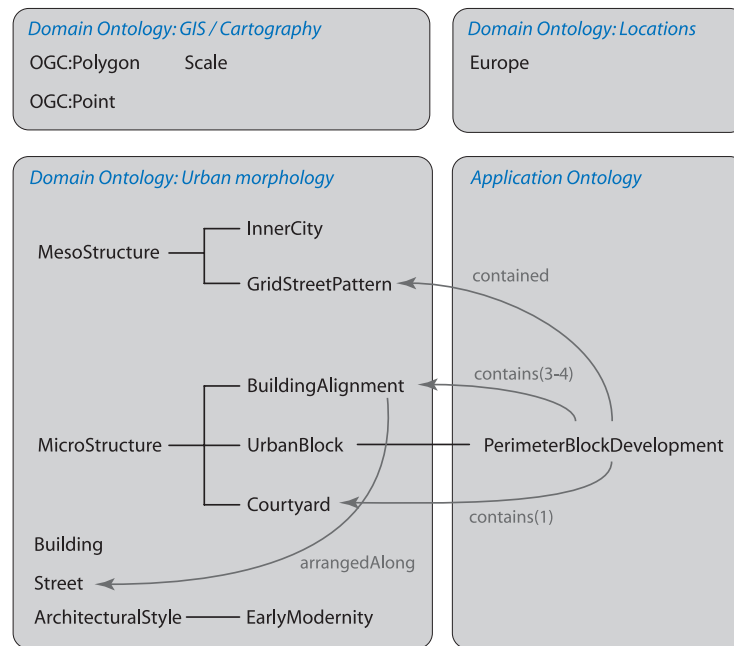 Domain Ontology: GIS / Cartography
OGC:Polygon Scale
OGC:Point
Domain Ontology: Locations
Europe
Domain Ontology: Urban morphology
InnerCity
MesoStructure
GridStreetPattern
BuildingAlignment
MicroStructure
UrbanBlock
Courtyard
Building
arrangedAlong
Street
ArchitecturalStyle
EarlyModernity
Application Ontology
contained
contains(3-4)
PerimeterBlockDevelopment
contains(1)